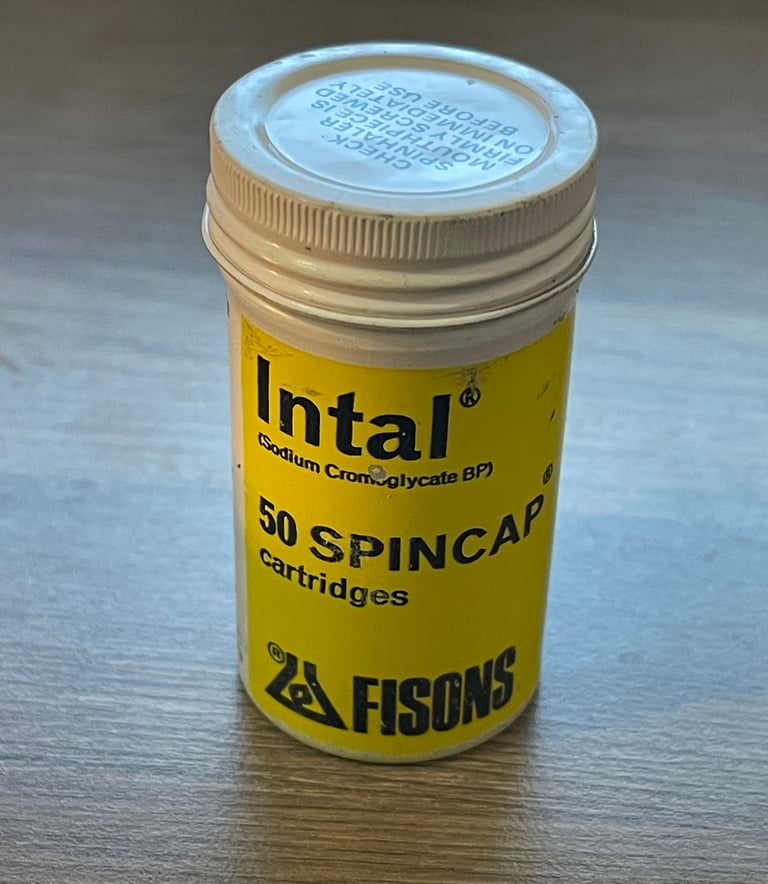 CHECK
SPINHALER
MOUTHPIECE IS
FIRMLY SCREWED
ON IMMEDIATELY
BEFORE USE
Intal®
(Sodium Cromoglycate BP)
50 SPINCAP®
cartridges
® FISONS